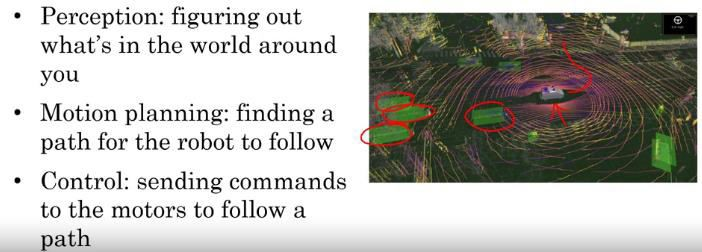 • Perception: figuring out
what's in the world around
you
• Motion planning: finding a
path for the robot to follow
• Control: sending commands
to the motors to follow a
path